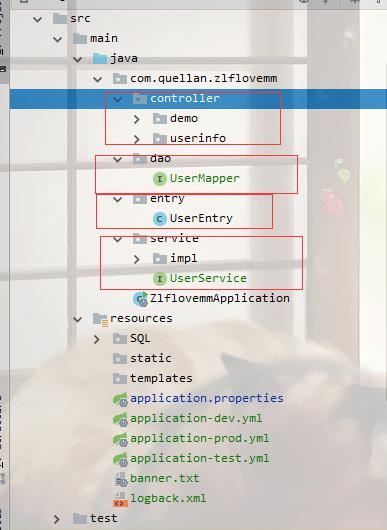 src
main
java
com.quellan.zlflovemm
controller
demo
userinfo
dao
I UserMapper
entry
C UserEntry
service
impl
I UserService
ZlflovemmApplication
resources
SQL
static
templates
application.properties
application-dev.yml
application-prod.yml
application-test.yml
banner.txt
logback.xml
test